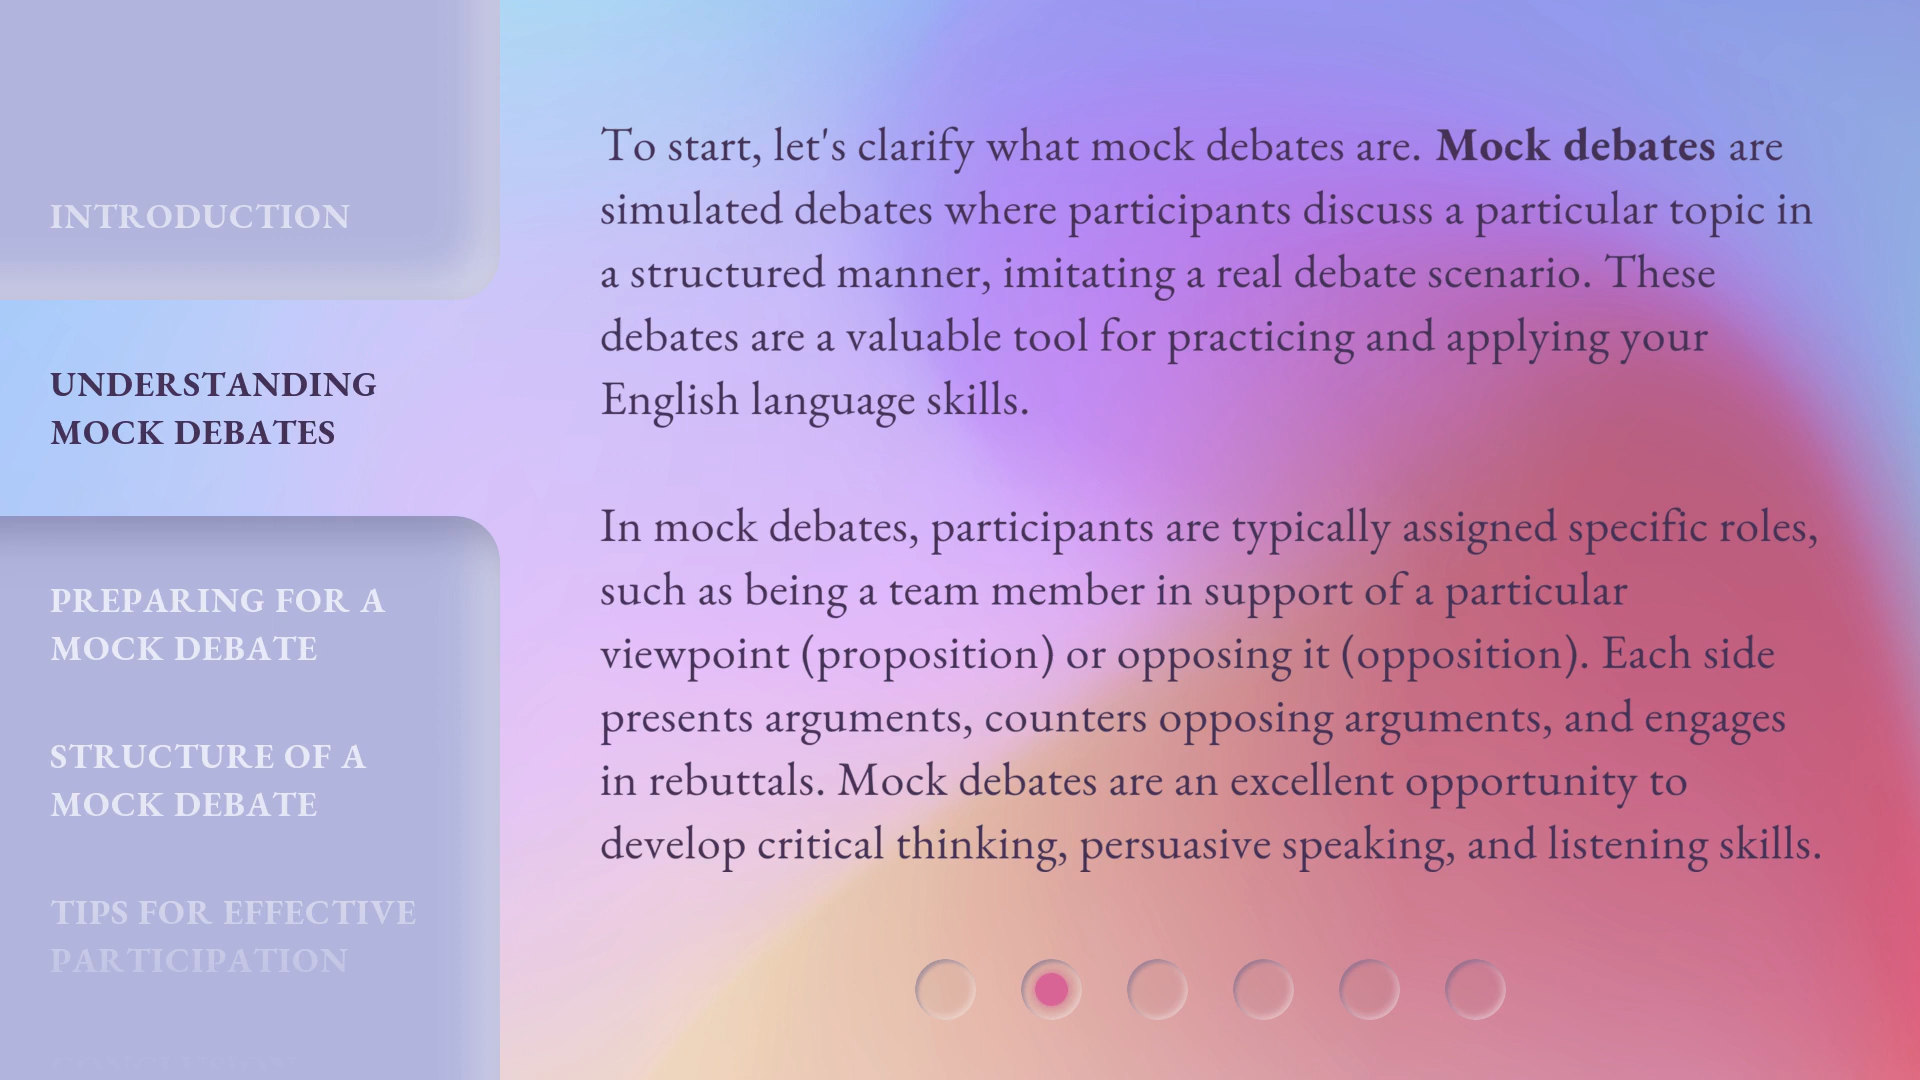 INTRODUCTION
UNDERSTANDING
MOCK DEBATES
PREPARING FOR A
MOCK DEBATE
STRUCTURE OF A
MOCK DEBATE
TIPS FOR EFFECTIVE
PARTICIPATION
To start, let's clarify what mock debates are. Mock debates are
simulated debates where participants discuss a particular topic in
a structured manner, imitating a real debate scenario. These
debates are a valuable tool for practicing and applying your
English language skills.
In mock debates, participants are typically assigned specific roles,
such as being a team member in support of a particular
viewpoint (proposition) or opposing it (opposition). Each side
presents arguments, counters opposing arguments, and engages
in rebuttals. Mock debates are an excellent opportunity to
develop critical thinking, persuasive speaking, and listening skills.